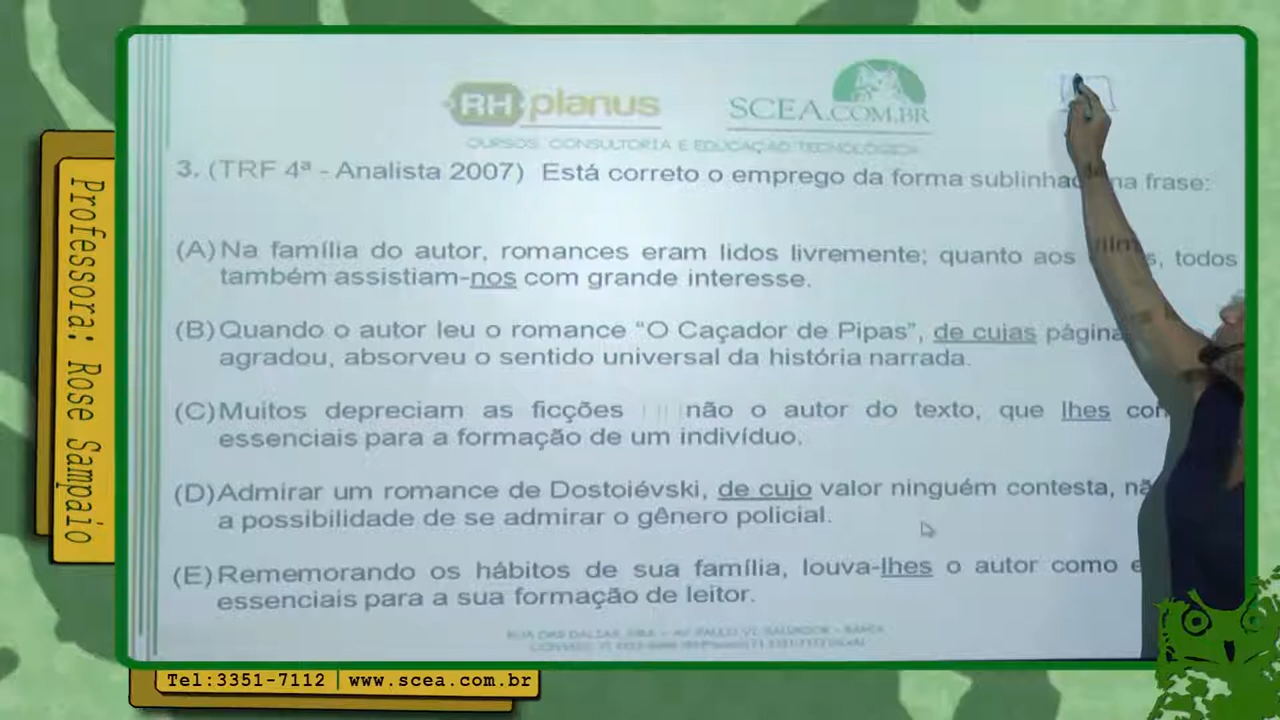 RH planus
SCEA.COM.BR
CURSOS, CONSULTORIA E EDUCAÇÃO TECNOLÓGICA
3. (TRF 4ª - Analista 2007) Está correto o emprego da forma na frase:
(A) Na família do autor, romances eram lidos livremente; quanto aos todos
também assistiam-nos com grande interesse.
(B) Quando o autor leu o romance “O Caçador de Pipas”, de cujas
agradou, absorveu o sentido universal da história narrada.
(C) Muitos depreciam as ficções não o autor do texto, que lhes
essenciais para a formação de um indivíduo.
(D) Admirar um romance de Dostoiévski, de cujo valor ninguém contesta,
a possibilidade de se admirar o gênero policial.
(E) Rememorando os hábitos de sua família, louva-lhes o autor como
essenciais para a sua formação de leitor.
Professora: Rose Sampaio
Tel:3351-7112 | www.scea.com.br